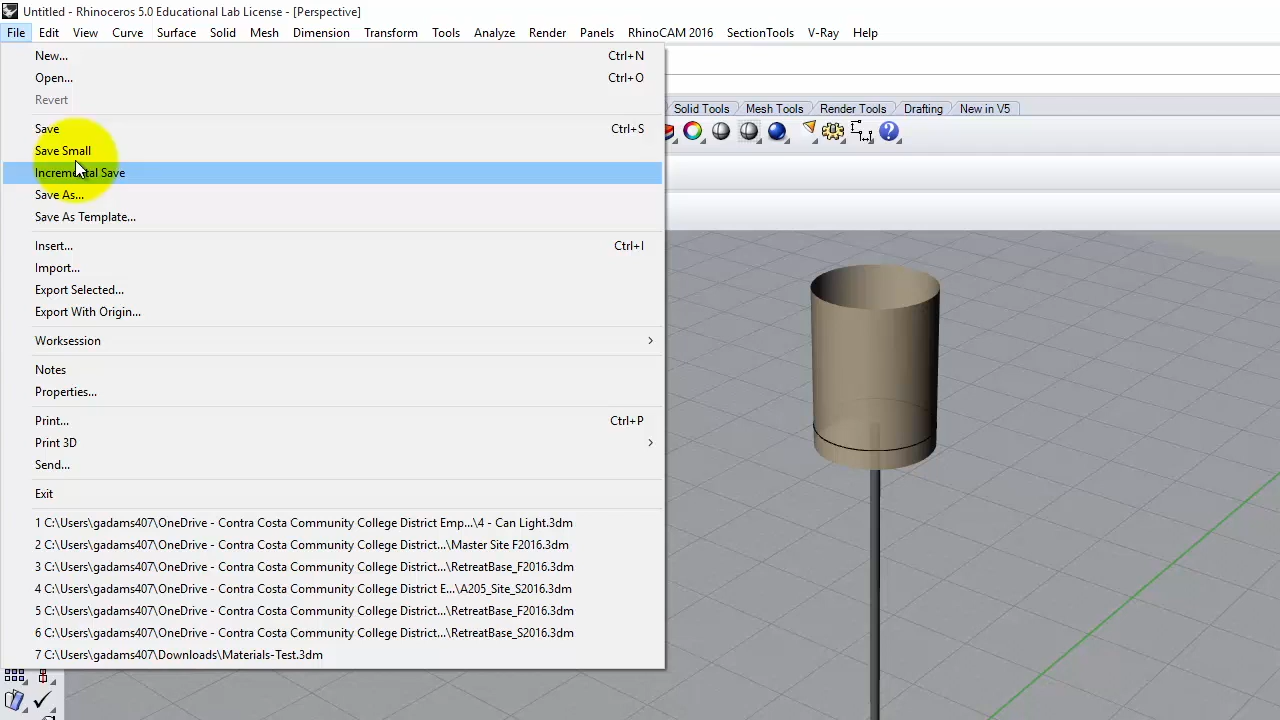 Untitled - Rhinoceros 5.0 Educational Lab License - [Perspective]
File Edit View Curve Surface Solid Mesh Dimension Transform Tools Analyze Render Panels RhinoCAM 2016 SectionTools V-Ray Help
New... Ctrl+N
Open... Ctrl+O
Revert
Solid Tools Mesh Tools Render Tools Drafting New in V5
Save Ctrl+S
Save Small
Incremental Save
Save As...
Save As Template...
Insert... Ctrl+I
Import...
Export Selected...
Export With Origin...
Worksession
Notes
Properties...
Print... Ctrl+P
Print 3D
Send...
Exit
1 C:\Users\gadams407\OneDrive - Contra Costa Community College District Emp...\4 - Can Light.3dm
2 C:\Users\gadams407\OneDrive - Contra Costa Community College District...\Master Site F2016.3dm
3 C:\Users\gadams407\OneDrive - Contra Costa Community College District...\RetreatBase_F2016.3dm
4 C:\Users\gadams407\OneDrive - Contra Costa Community College District E...\A205_Site_S2016.3dm
5 C:\Users\gadams407\OneDrive - Contra Costa Community College District...\RetreatBase_F2016.3dm
6 C:\Users\gadams407\OneDrive - Contra Costa Community College District...\RetreatBase_S2016.3dm
7 C:\Users\gadams407\Downloads\Materials-Test.3dm